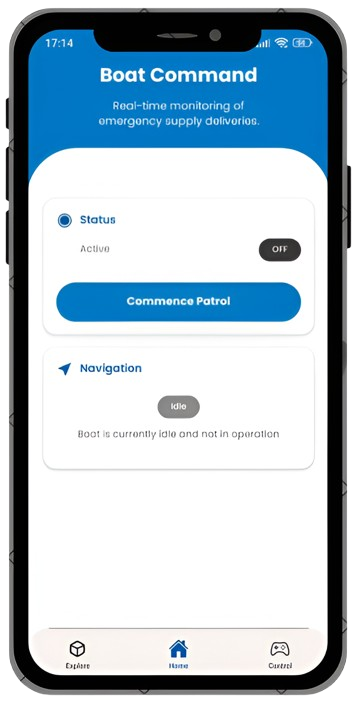 17:14
Boat Command
Real-time monitoring of
emergency supply deliveries.
Status
Active
OFF
Commence Patrol
Navigation
Idle
Boat is currently idle and not in operation
Explore
Home
Control